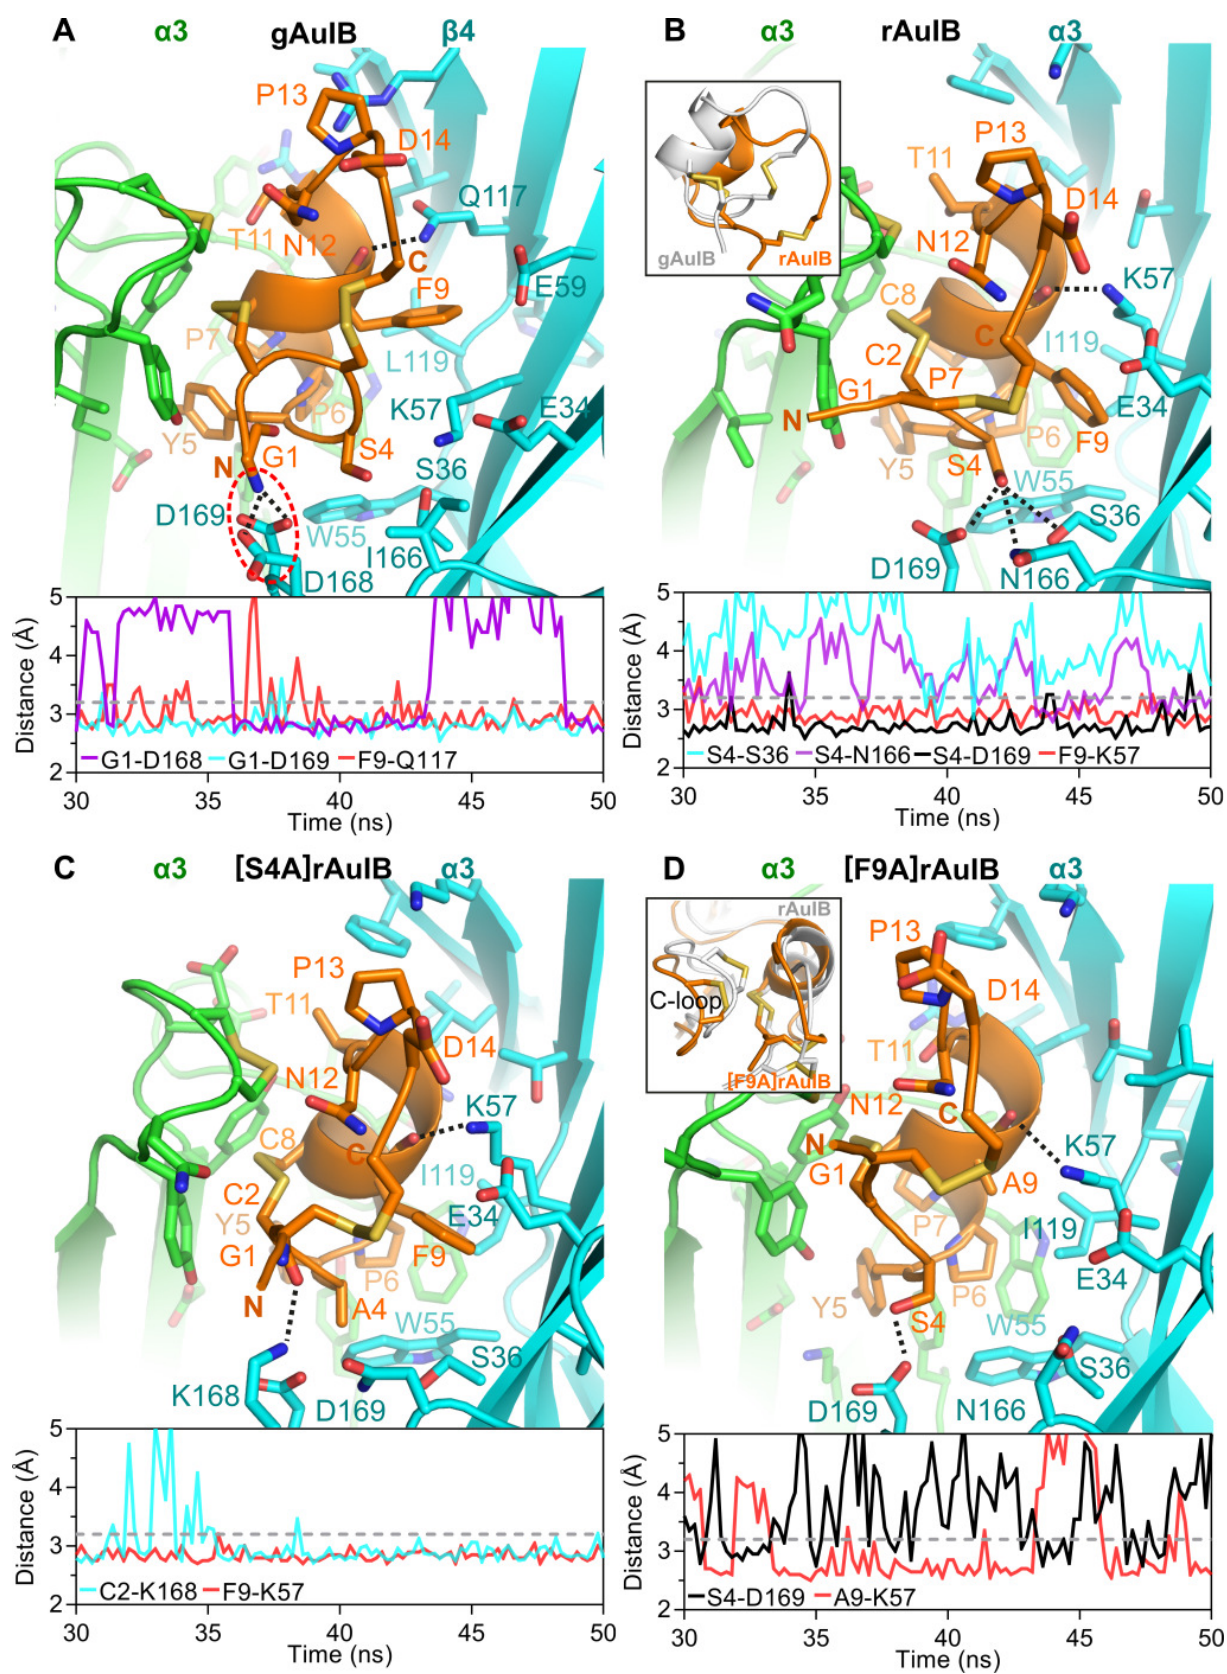 A α3 gAuIB β4
P13
D14
Q117
T11
N12
C
F9
E59
P7
L119
K57
E34
P6
Y5
G1
S4
N
S36
D169
W55
I166
D168
Distance (Å)
5
4
3
2
G1-D168 G1-D169 F9-Q117
30 35 40 45 50
Time (ns)
B α3 rAuIB α3
gAuIB rAuIB
P13
T11
D14
N12
K57
C8
C
I119
C2
P7
G1
E34
N
P6
F9
Y5
S4
W55
S36
D169
N166
Distance (Å)
5
4
3
2
S4-S36 S4-N166 S4-D169 F9-K57
30 35 40 45 50
Time (ns)
C α3 [S4A]rAuIB α3
P13
T11
D14
N12
K57
C8
C
I119
C2
Y5
E34
G1
F9
P6
N
A4
W55
S36
K168
D169
Distance (Å)
5
4
3
2
C2-K168 F9-K57
30 35 40 45 50
Time (ns)
D α3 [F9A]rAuIB α3
rAuIB
C-loop
[F9A]rAuIB
P13
D14
T11
N12
C
N
K57
G1
A9
P7
I119
E34
P6
Y5
S4
W55
S36
D169
N166
Distance (Å)
5
4
3
2
S4-D169 A9-K57
30 35 40 45 50
Time (ns)